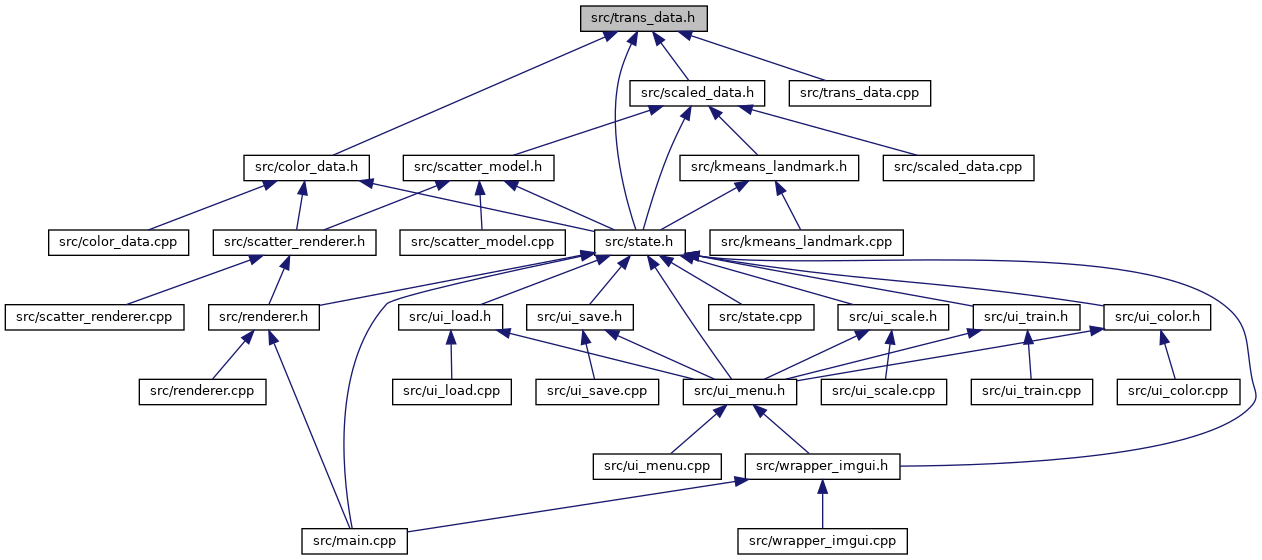 src/trans_data.h
src/scaled_data.h
src/trans_data.cpp
src/color_data.h
src/scatter_model.h
src/kmeans_landmark.h
src/scaled_data.cpp
src/color_data.cpp
src/scatter_renderer.h
src/scatter_model.cpp
src/state.h
src/kmeans_landmark.cpp
src/scatter_renderer.cpp
src/renderer.h
src/ui_load.h
src/ui_save.h
src/state.cpp
src/ui_scale.h
src/ui_train.h
src/ui_color.h
src/renderer.cpp
src/ui_load.cpp
src/ui_save.cpp
src/ui_menu.h
src/ui_scale.cpp
src/ui_train.cpp
src/ui_color.cpp
src/ui_menu.cpp
src/wrapper_imgui.h
src/main.cpp
src/wrapper_imgui.cpp